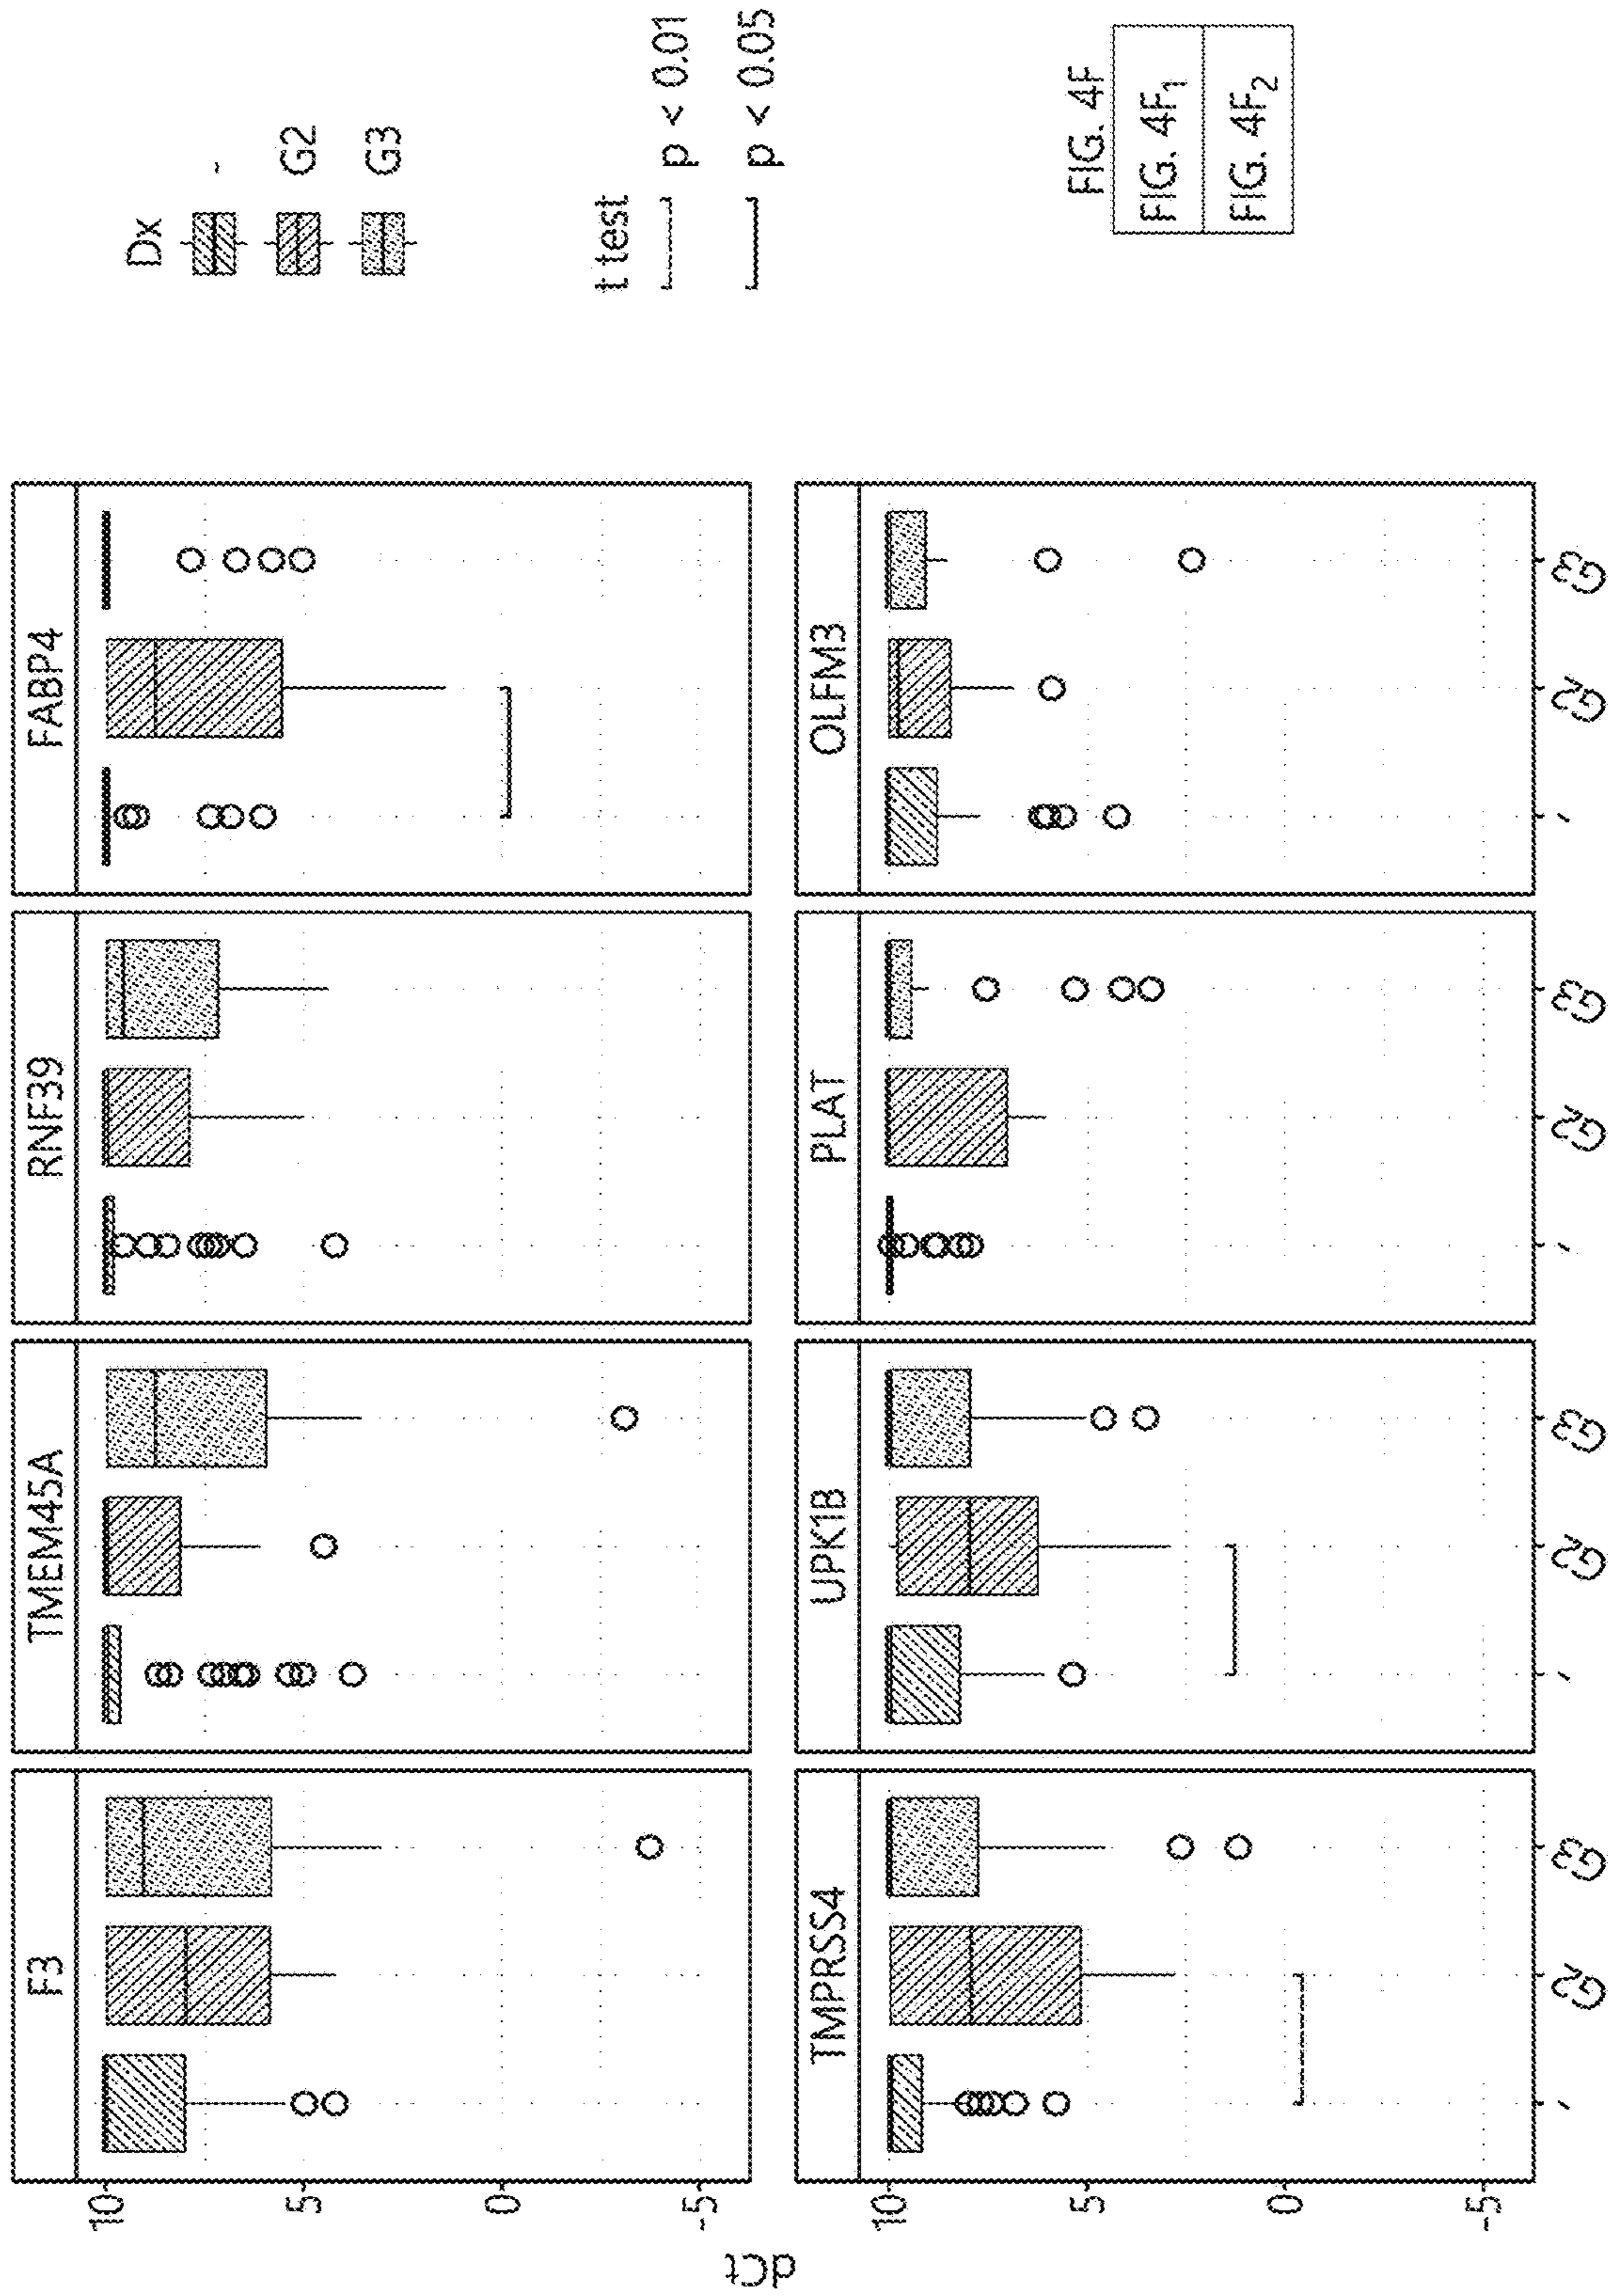 F3
TMEM45A
RNF39
FABP4
10
5
0
-5
TMPRSS4
UPK1B
PLAT
OLFM3
10
5
0
-5
dCt
-
G2
G3
-
G2
G3
-
G2
G3
-
G2
G3
Dx
-
G2
G3
t test
p < 0.01
p < 0.05
FIG. 4F
FIG. 4F1
FIG. 4F2